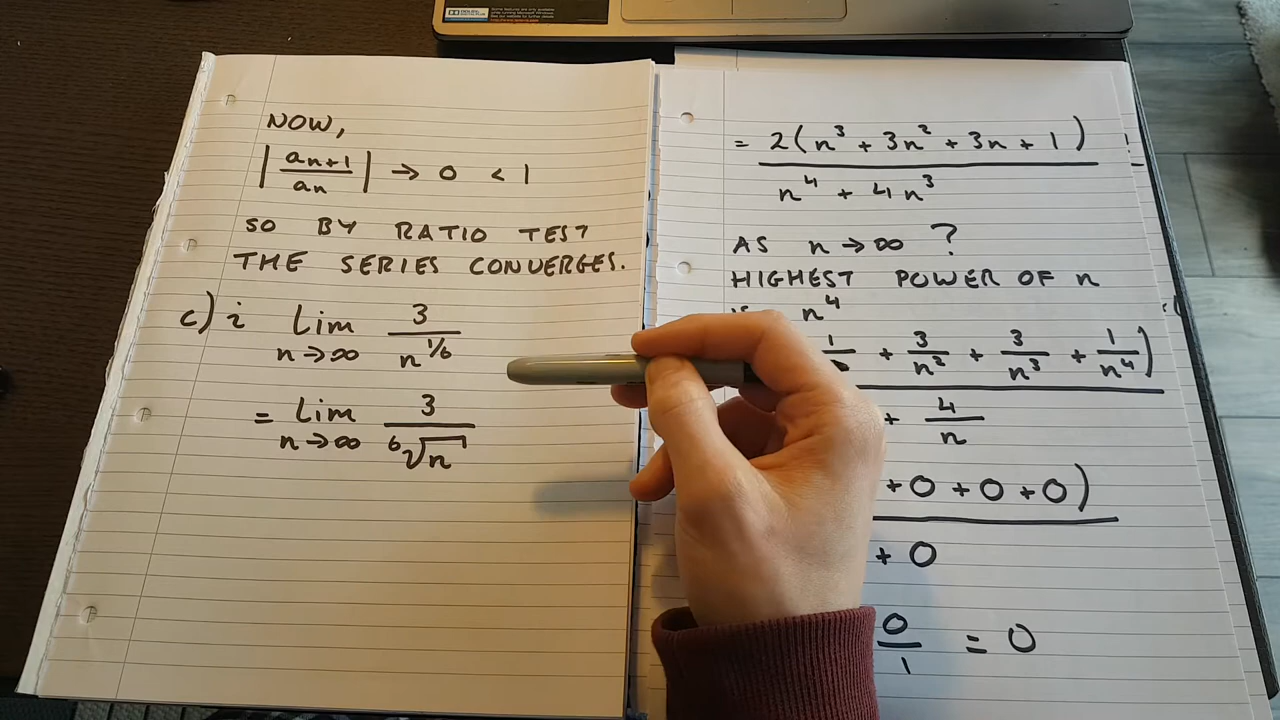 NOW,
|an+1/an| → 0 < 1
SO BY RATIO TEST
THE SERIES CONVERGES.
c) i Lim n→∞ 3/n^1/6
= Lim n→∞ 3/⁶√n
= 2(n³ + 3n² + 3n + 1)
n⁴ + 4n³
AS n→∞ ?
HIGHEST POWER OF n
n⁴
+ 3/n² + 3/n³ + 1/n⁴)
+ 4/n
+0 +0 +0)
+ 0
0/1 = 0